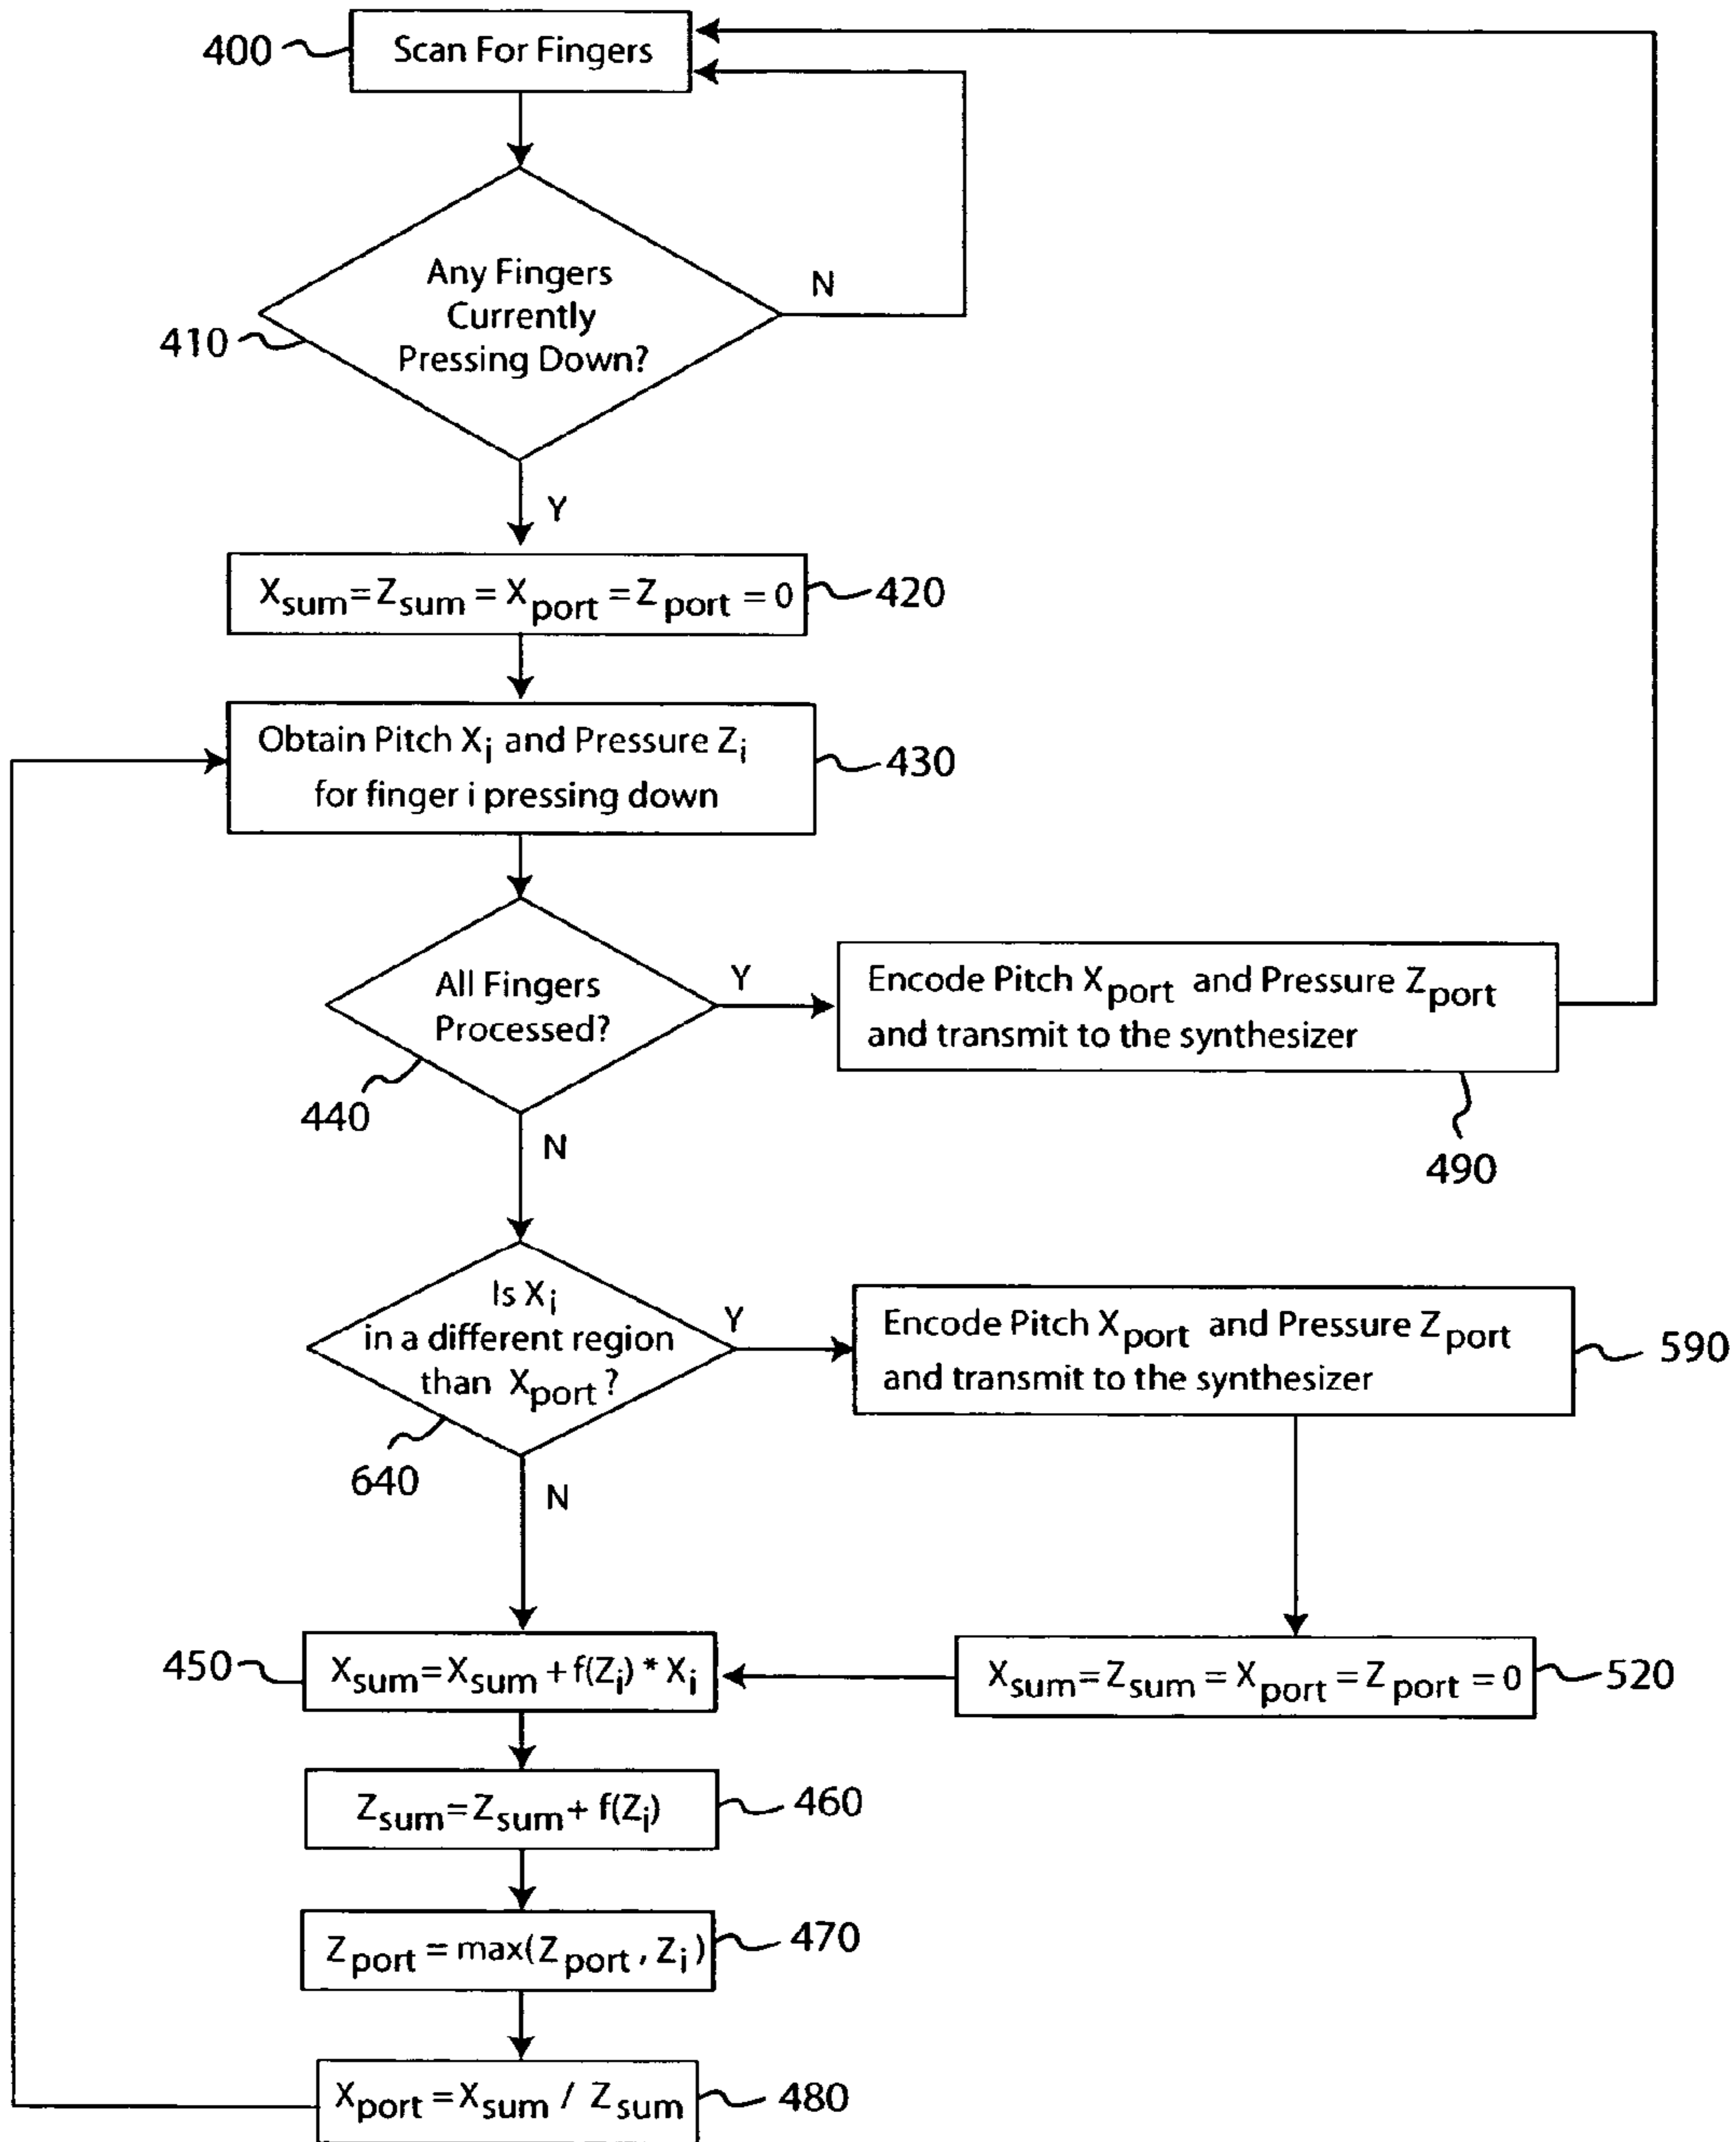 400
Scan For Fingers
Any Fingers
Currently
Pressing Down?
N
410
Y
Xsum=Zsum=Xport=Zport=0
420
Obtain Pitch Xi and Pressure Zi
for finger i pressing down
430
All Fingers
Processed?
Y
440
N
Encode Pitch Xport and Pressure Zport
and transmit to the synthesizer
490
Is Xi
in a different region
than Xport?
Y
640
N
Encode Pitch Xport and Pressure Zport
and transmit to the synthesizer
590
450
Xsum=Xsum+f(Zi)*Xi
Xsum=Zsum=Xport=Zport=0
520
Zsum=Zsum+f(Zi)
460
Zport=max(Zport,Zi)
470
Xport=Xsum / Zsum
480